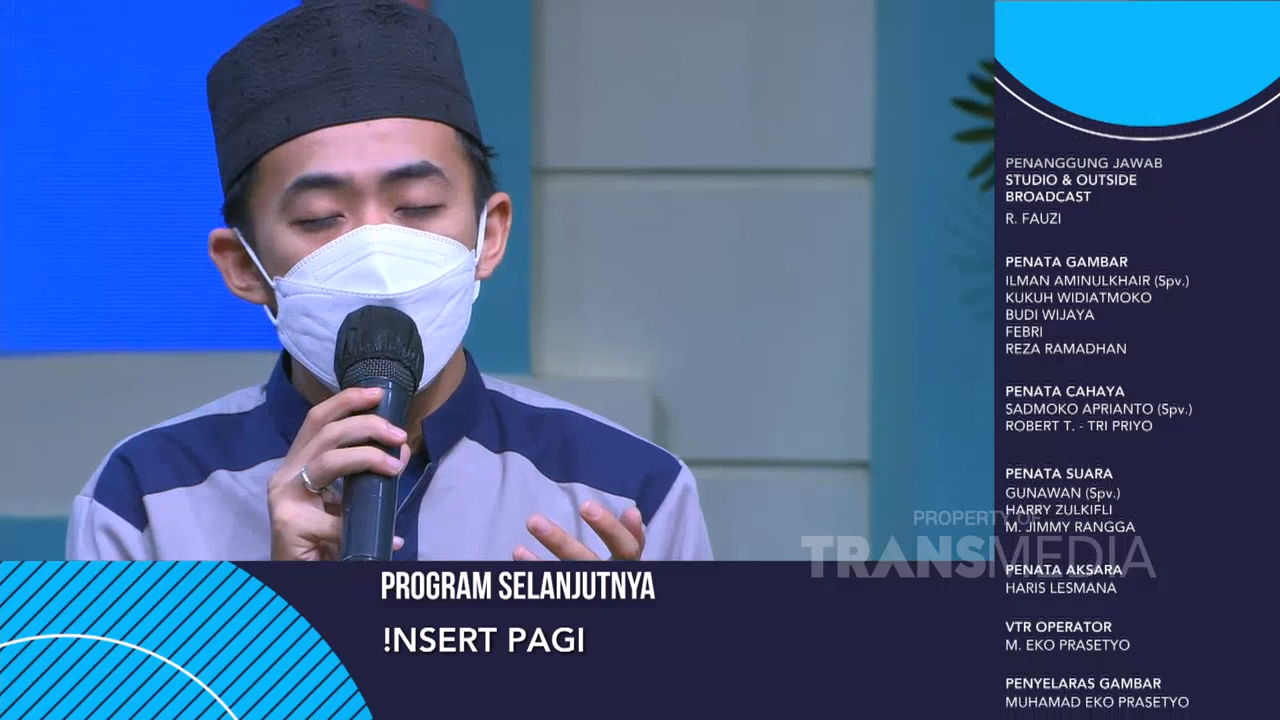 PENANGGUNG JAWAB
STUDIO & OUTSIDE
BROADCAST
R. FAUZI
PENATA GAMBAR
ILMAN AMINULKHAIR (Spv.)
KUKUH WIDIATMOKO
BUDI WIJAYA
FEBRI
REZA RAMADHAN
PENATA CAHAYA
SADMOKO APRIANTO (Spv.)
ROBERT T. - TRI PRIYO
PENATA SUARA
GUNAWAN (Spv.)
HARRY ZULKIFLI
M. JIMMY RANGGA
PENATA AKSARA
HARIS LESMANA
VTR OPERATOR
M. EKO PRASETYO
PENYELARAS GAMBAR
MUHAMAD EKO PRASETYO
PROPERTY OF
TRANSMEDIA
PROGRAM SELANJUTNYA
!NSERT PAGI